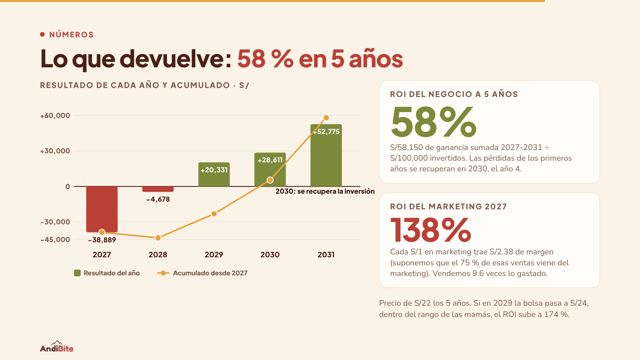 NÚMEROS
Lo que devuelve: 58 % en 5 años
RESULTADO DE CADA AÑO Y ACUMULADO · S/
+60,000
+30,000
0
−30,000
−45,000
−38,889
−4,678
+20,331
+28,611
+52,775
2030: se recupera la inversión
2027
2028
2029
2030
2031
Resultado del año
Acumulado desde 2027
ROI DEL NEGOCIO A 5 AÑOS
58%
S/58,150 de ganancia sumada 2027-2031 ÷
S/100,000 invertidos. Las pérdidas de los primeros
años se recuperan en 2030, el año 4.
ROI DEL MARKETING 2027
138%
Cada S/1 en marketing trae S/2.38 de margen
(suponemos que el 75 % de esas ventas viene del
marketing). Vendemos 9.6 veces lo gastado.
Precio de S/22 los 5 años. Si en 2029 la bolsa pasa a S/24,
dentro del rango de las mamás, el ROI sube a 174 %.
AndiBite